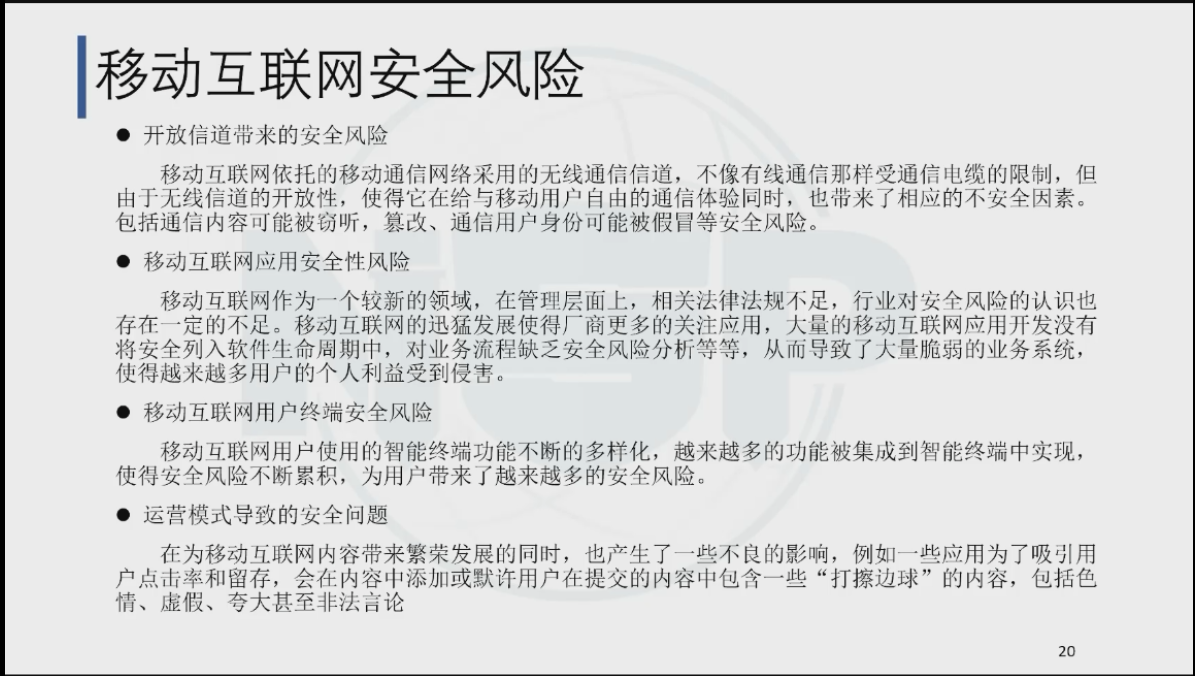 移动互联网安全风险
● 开放信道带来的安全风险
移动互联网依托的移动通信网络采用的无线通信信道，不像有线通信那样受通信电缆的限制，但
由于无线信道的开放性，使得它在给与移动用户自由的通信体验同时，也带来了相应的不安全因素。
包括通信内容可能被窃听，篡改、通信用户身份可能被假冒等安全风险。
● 移动互联网应用安全性风险
移动互联网作为一个较新的领域，在管理层面上，相关法律法规不足，行业对安全风险的认识也
存在一定的不足。移动互联网的迅猛发展使得厂商更多的关注应用，大量的移动互联网应用开发没有
将安全列入软件生命周期中，对业务流程缺乏安全风险分析等等，从而导致了大量脆弱的业务系统，
使得越来越多用户的个人利益受到侵害。
● 移动互联网用户终端安全风险
移动互联网用户使用的智能终端功能不断的多样化，越来越多的功能被集成到智能终端中实现，
使得安全风险不断累积，为用户带来了越来越多的安全风险。
● 运营模式导致的安全问题
在为移动互联网内容带来繁荣发展的同时，也产生了一些不良的影响，例如一些应用为了吸引用
户点击率和留存，会在内容中添加或默许用户在提交的内容中包含一些“打擦边球”的内容，包括色
情、虚假、夸大甚至非法言论
20